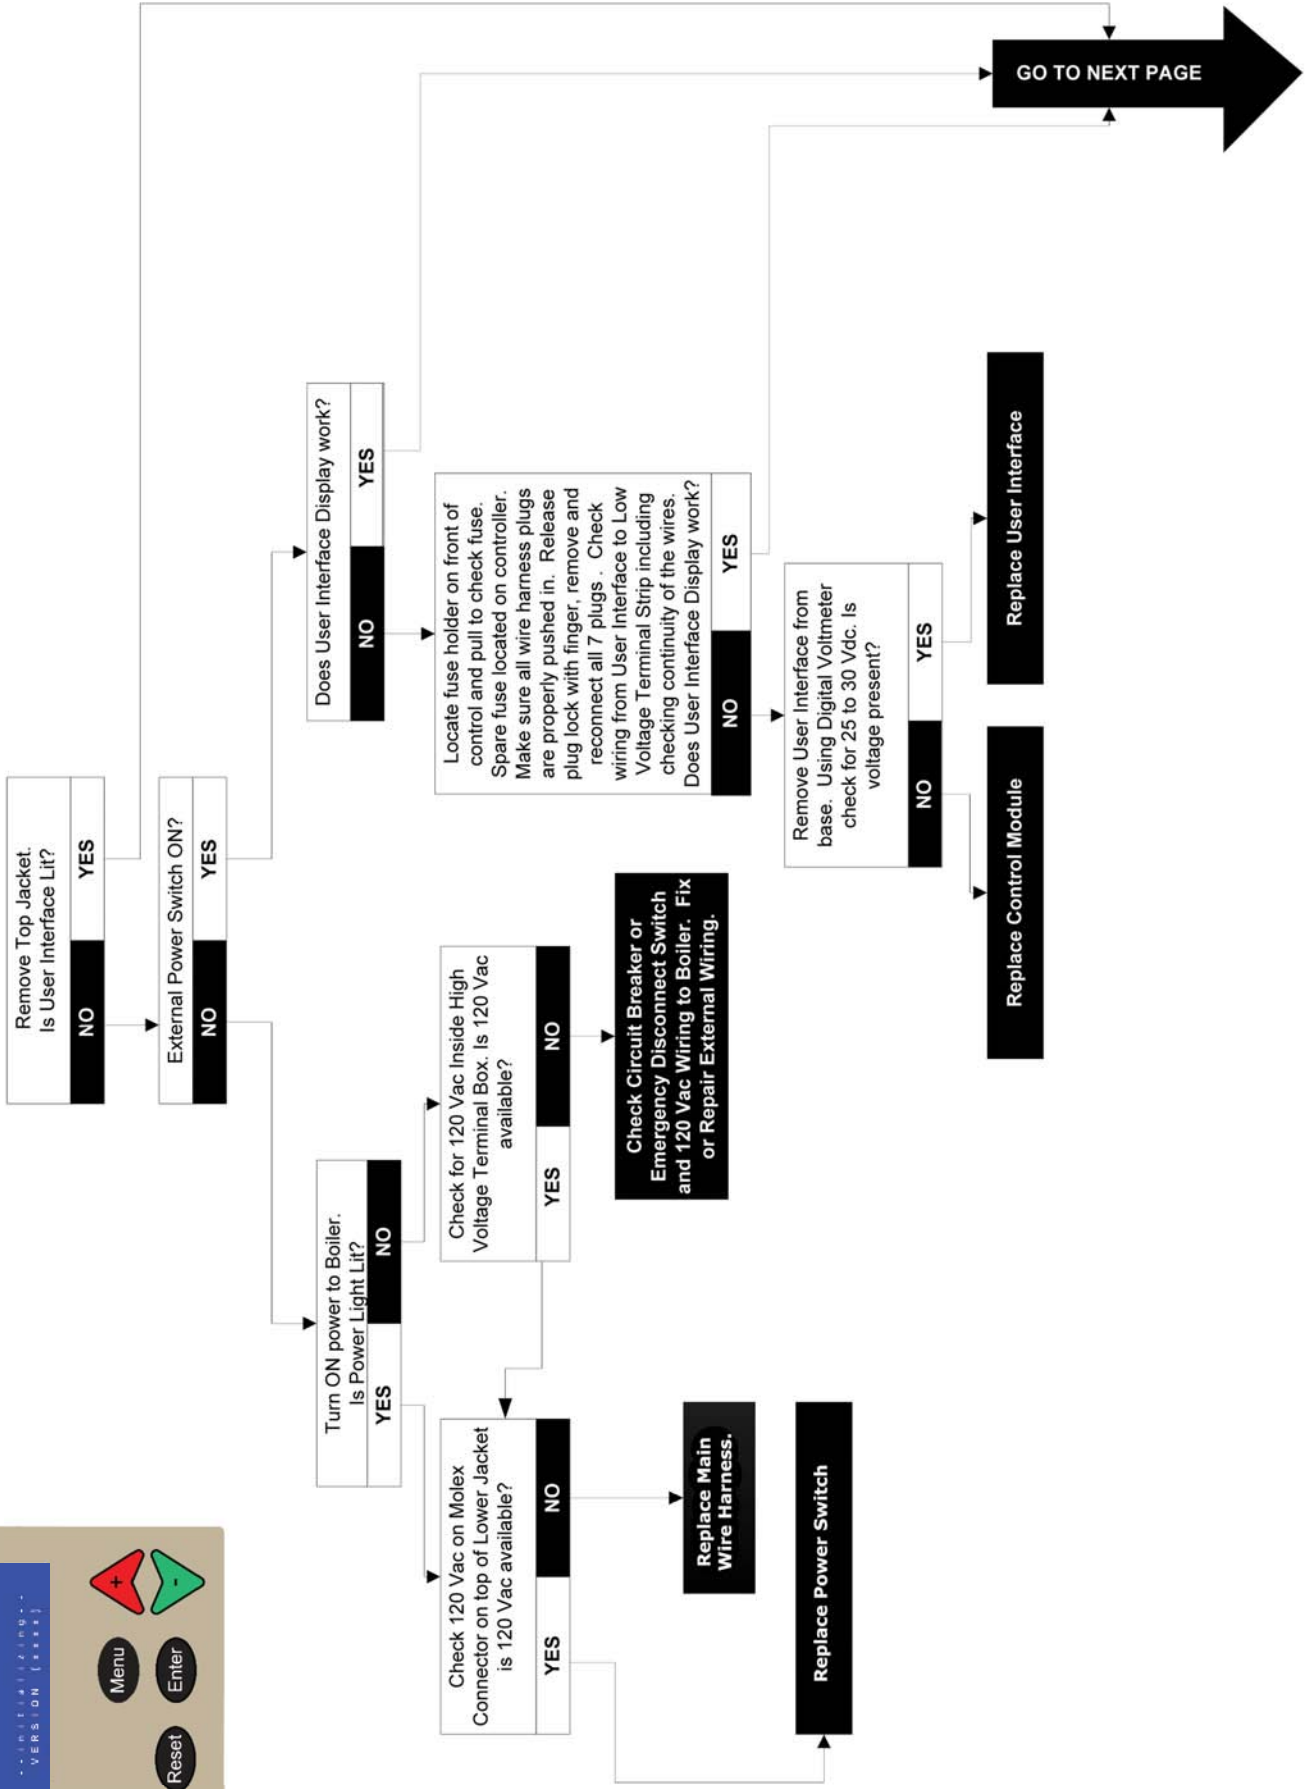 --initializing--
VERSION [xxxx]
Menu
+
Reset
Enter
-
Remove Top Jacket.
Is User Interface Lit?
NO
YES
External Power Switch ON?
NO
YES
Turn ON power to Boiler.
Is Power Light Lit?
YES
NO
Does User Interface Display work?
NO
YES
Check 120 Vac on Molex
Connector on top of Lower Jacket
is 120 Vac available?
YES
NO
Check for 120 Vac Inside High
Voltage Terminal Box. Is 120 Vac
available?
YES
NO
Locate fuse holder on front of
control and pull to check fuse.
Spare fuse located on controller.
Make sure all wire harness plugs
are properly pushed in. Release
plug lock with finger, remove and
reconnect all 7 plugs . Check
wiring from User Interface to Low
Voltage Terminal Strip including
checking continuity of the wires.
Does User Interface Display work?
NO
YES
Check Circuit Breaker or
Emergency Disconnect Switch
and 120 Vac Wiring to Boiler. Fix
or Repair External Wiring.
Replace Main
Wire Harness.
Replace Power Switch
Remove User Interface from
base. Using Digital Voltmeter
check for 25 to 30 Vdc. Is
voltage present?
NO
YES
Replace Control Module
Replace User Interface
GO TO NEXT PAGE